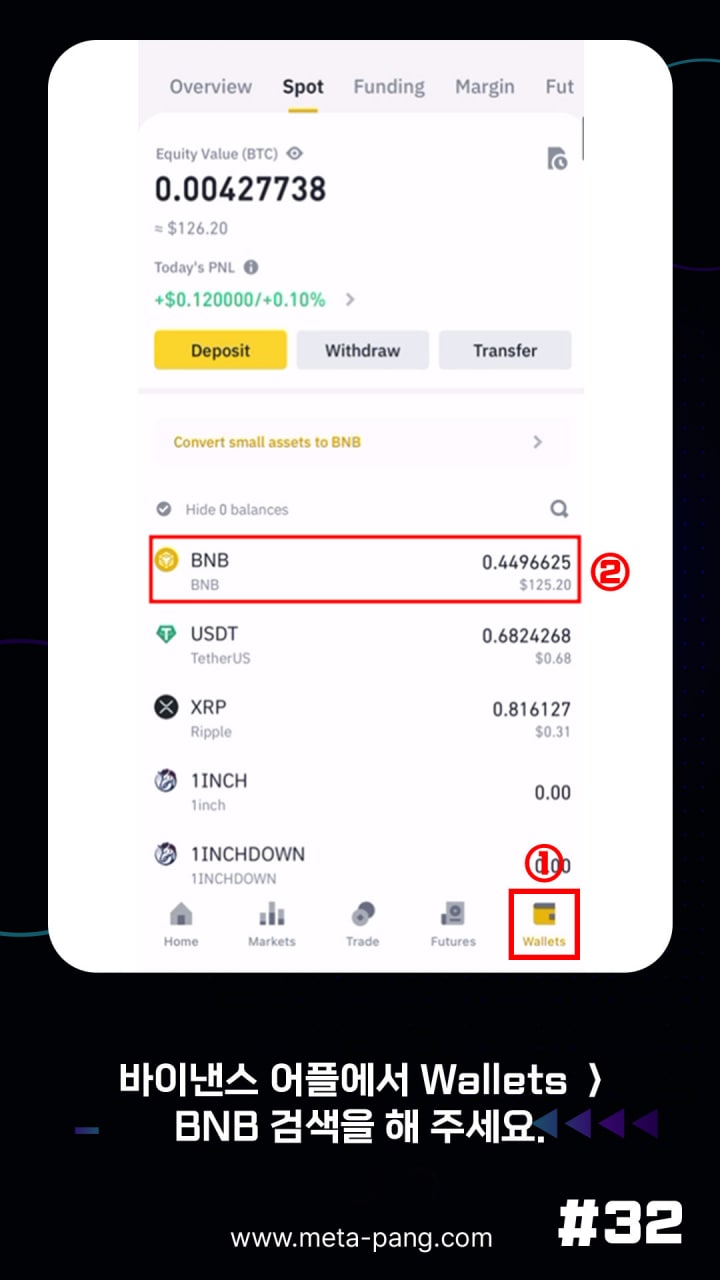 Overview Spot Funding Margin Fut
Equity Value (BTC)
0.00427738
≈ $126.20
Today's PNL
+$0.120000/+0.10%
Deposit Withdraw Transfer
Convert small assets to BNB
Hide 0 balances
BNB 0.4496625
BNB $125.20
②
USDT 0.6824268
TetherUS $0.68
XRP 0.816127
Ripple $0.31
1INCH 0.00
1inch
1INCHDOWN 0.00
①
1INCHDOWN
Home Markets Trade Futures Wallets
바이낸스 어플에서 Wallets 〉
BNB 검색을 해 주세요.
#32
www.meta-pang.com